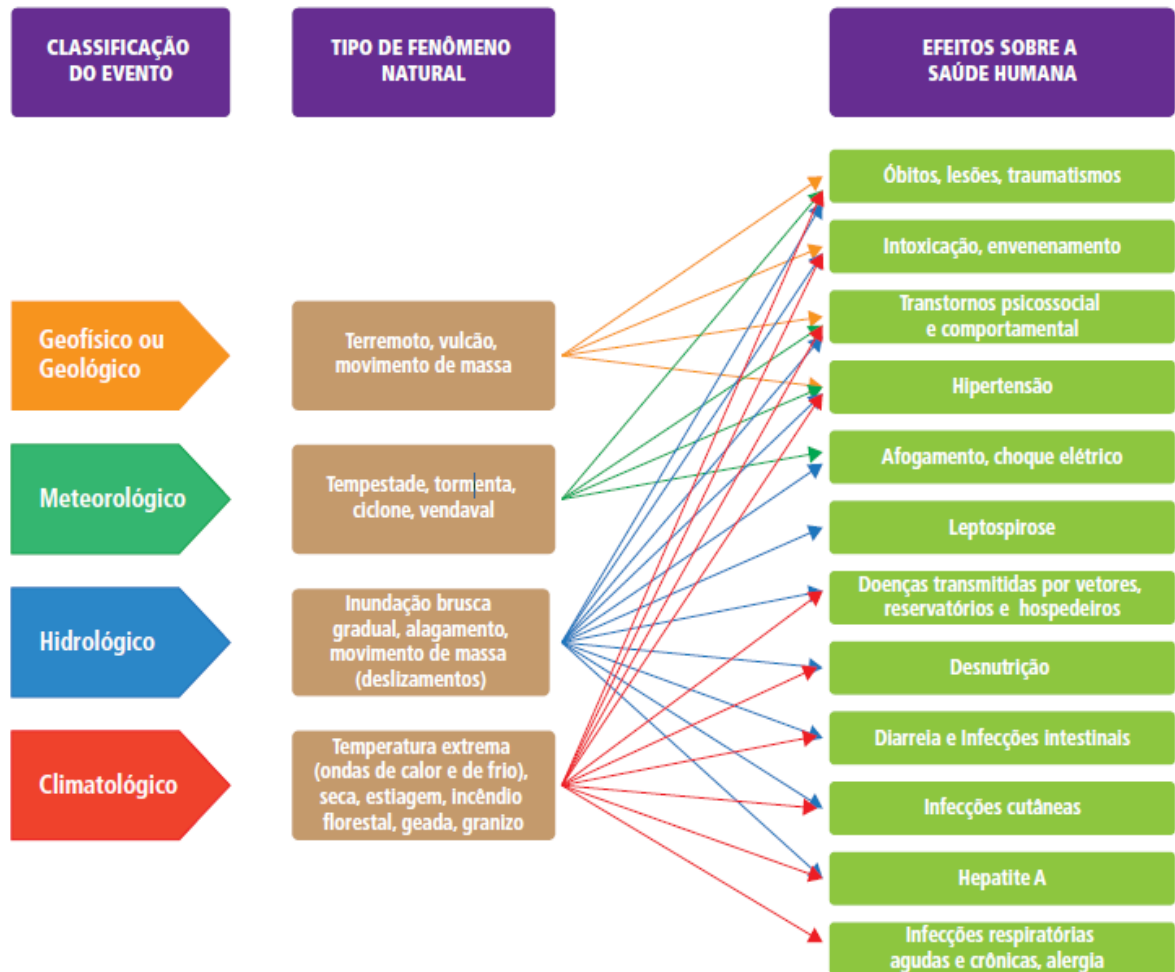 CLASSIFICAÇÃO
DO EVENTO
TIPO DE FENÔMENO
NATURAL
EFEITOS SOBRE A
SAÚDE HUMANA
Geofísico ou
Geológico
Meteorológico
Hidrológico
Climatológico
Terremoto, vulcão,
movimento de massa
Tempestade, tormenta,
ciclone, vendaval
Inundação brusca
gradual, alagamento,
movimento de massa
(deslizamentos)
Temperatura extrema
(ondas de calor e de frio),
seca, estiagem, incêndio
florestal, geada, granizo
Óbitos, lesões, traumatismos
Intoxicação, envenenamento
Transtornos psicossocial
e comportamental
Hipertensão
Afogamento, choque elétrico
Leptospirose
Doenças transmitidas por vetores,
reservatórios e hospedeiros
Desnutrição
Diarreia e Infecções intestinais
Infecções cutâneas
Hepatite A
Infecções respiratórias
agudas e crônicas, alergia